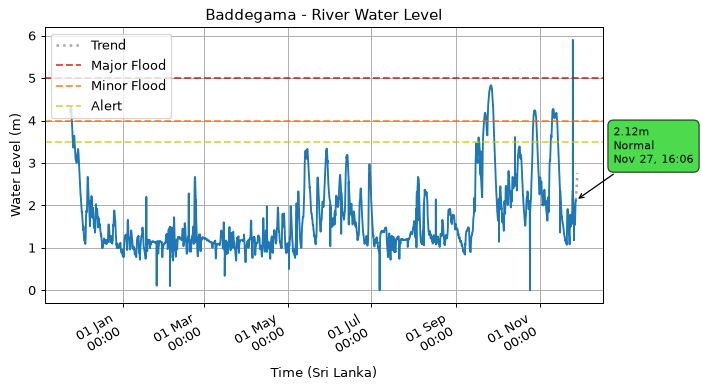 Baddegama - River Water Level
Water Level (m)
6
5
4
3
2
1
0
Trend
Major Flood
Minor Flood
Alert
2.12m
Normal
Nov 27, 16:06
01 Jan
00:00
01 Mar
00:00
01 May
00:00
01 Jul
00:00
01 Sep
00:00
01 Nov
00:00
Time (Sri Lanka)